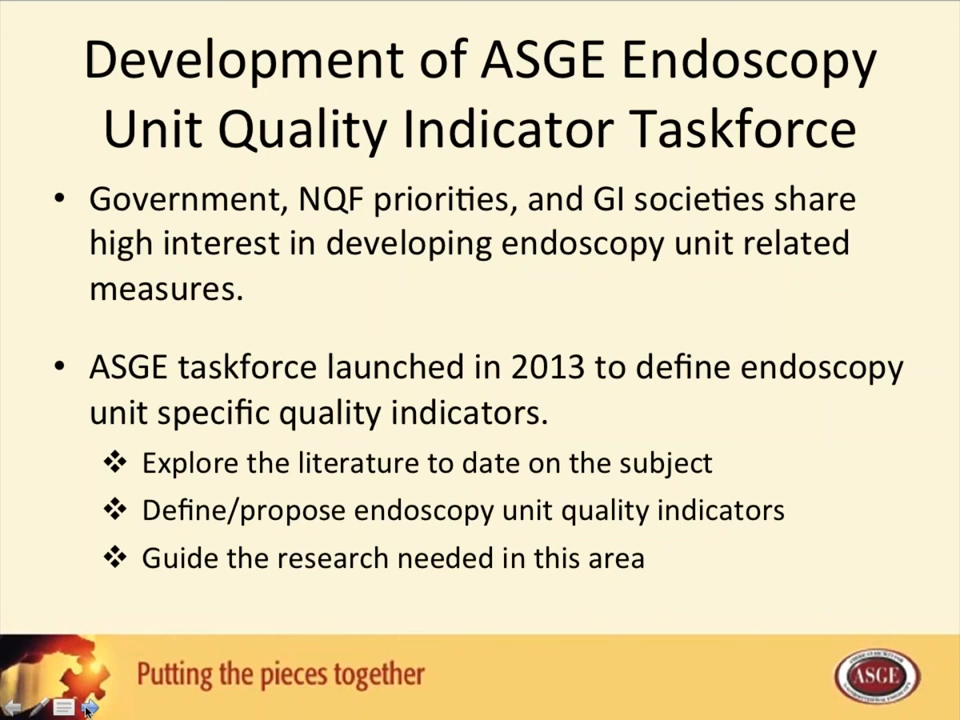 Development of ASGE Endoscopy
Unit Quality Indicator Taskforce
• Government, NQF priorities, and GI societies share
high interest in developing endoscopy unit related
measures.
• ASGE taskforce launched in 2013 to define endoscopy
unit specific quality indicators.
❖ Explore the literature to date on the subject
❖ Define/propose endoscopy unit quality indicators
❖ Guide the research needed in this area
Putting the pieces together
ASGE